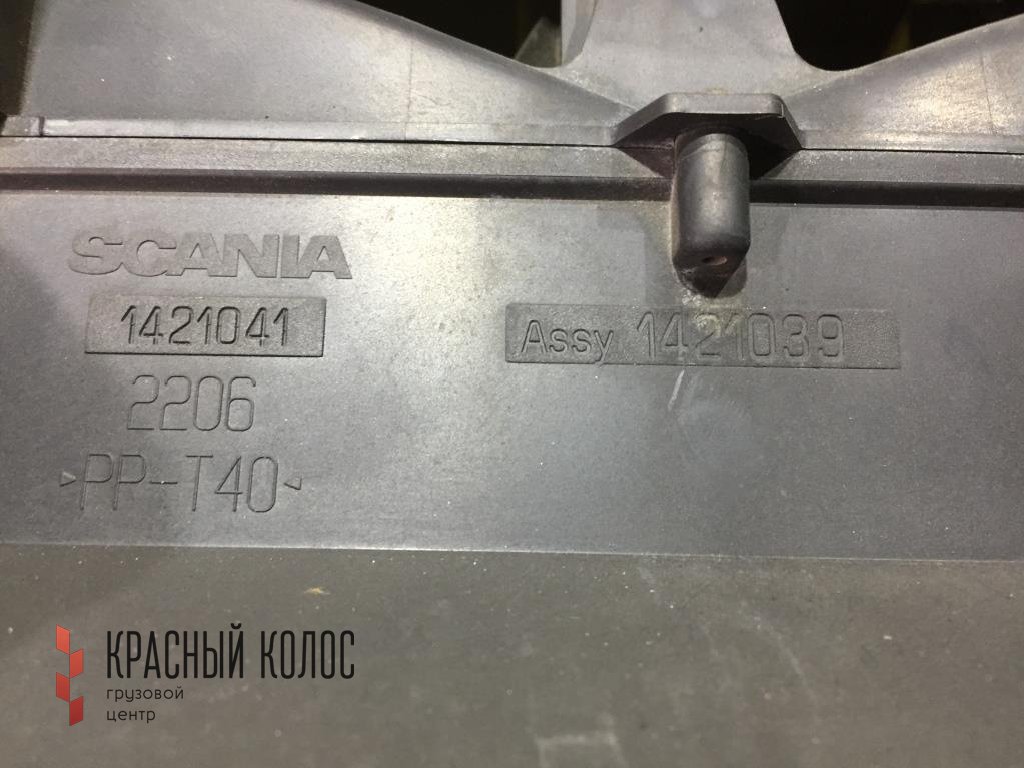 SCANIA
1421041
Assy 1421039
2206
>PP-T40<
КРАСНЫЙ КОЛОС
грузовой
центр